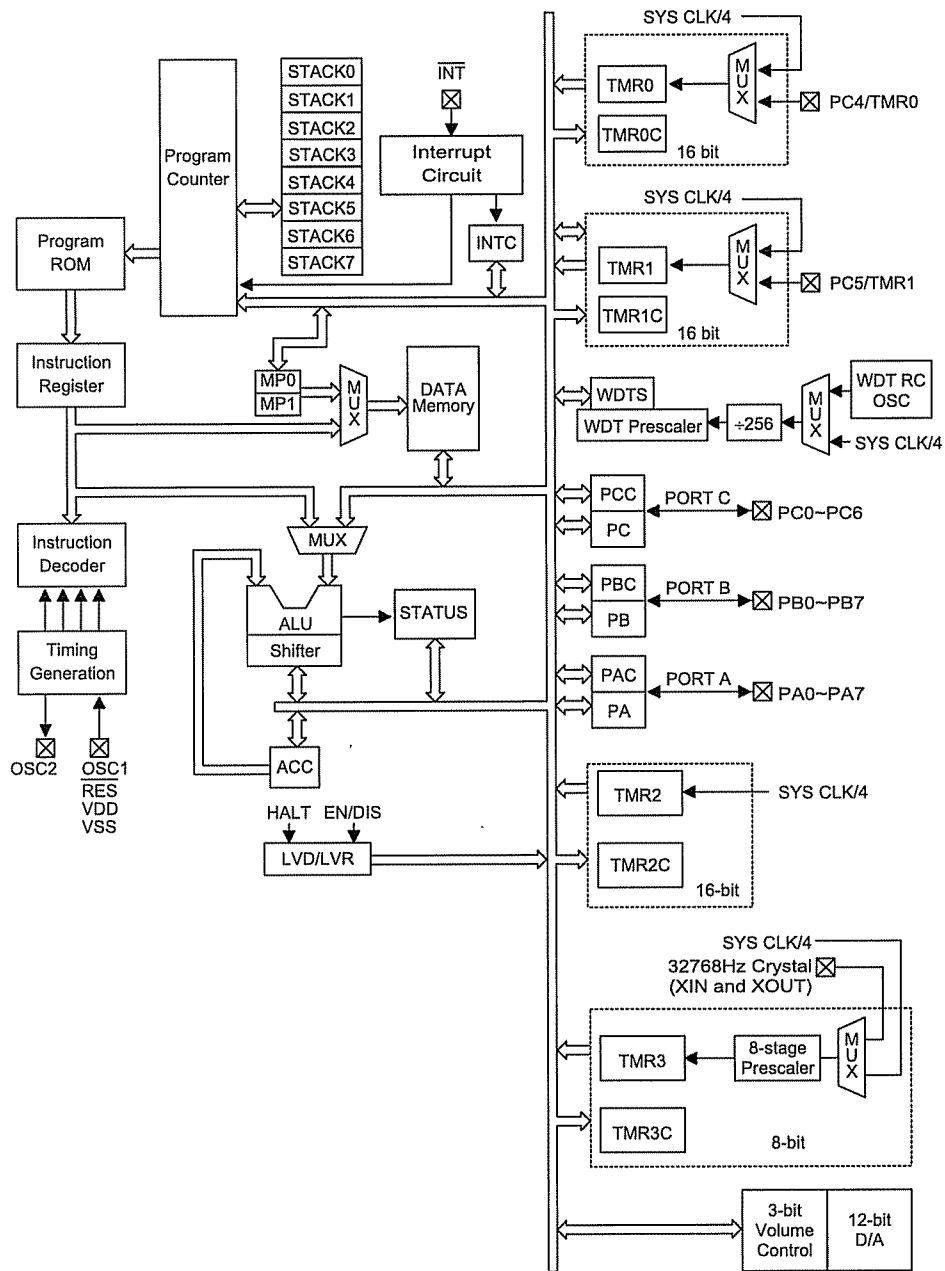 SYS CLK/4
MUX
TMR0
PC4/TMR0
TMR0C
16 bit
INT
STACK0
STACK1
STACK2
STACK3
STACK4
STACK5
STACK6
STACK7
Program
Counter
Interrupt
Circuit
INTC
SYS CLK/4
MUX
TMR1
PC5/TMR1
TMR1C
16 bit
Program
ROM
Instruction
Register
MP0
MP1
MUX
DATA
Memory
WDTS
WDT Prescaler
÷256
MUX
WDT RC
OSC
SYS CLK/4
PCC
PC
PORT C
PC0~PC6
Instruction
Decoder
MUX
ALU
Shifter
STATUS
PBC
PB
PORT B
PB0~PB7
Timing
Generation
PAC
PA
PORT A
PA0~PA7
OSC2
OSC1
RES
VDD
VSS
ACC
HALT
EN/DIS
LVD/LVR
TMR2
SYS CLK/4
TMR2C
16-bit
SYS CLK/4
32768Hz Crystal
(XIN and XOUT)
TMR3
8-stage
Prescaler
MUX
TMR3C
8-bit
3-bit
Volume
Control
12-bit
D/A